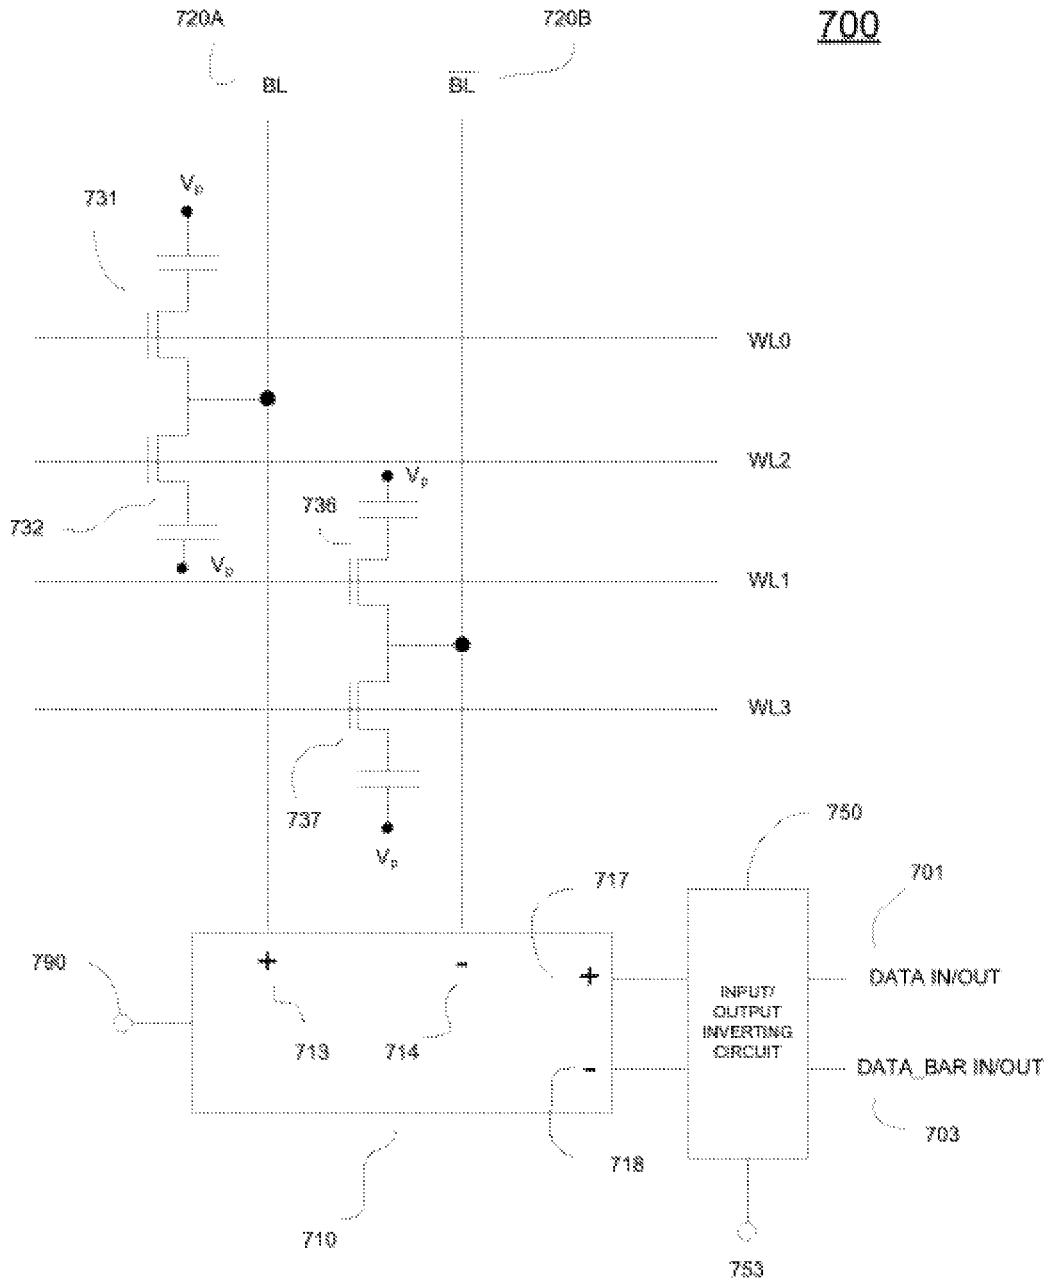 720A
720B
700
BL
BL
731
Vp
WL0
WL2
Vp
736
732
Vp
WL1
WL3
737
Vp
750
701
717
790
+
-
+
DATA IN/OUT
INPUT/
OUTPUT
INVERTING
CIRCUIT
713
714
-
DATA_BAR IN/OUT
703
718
710
753